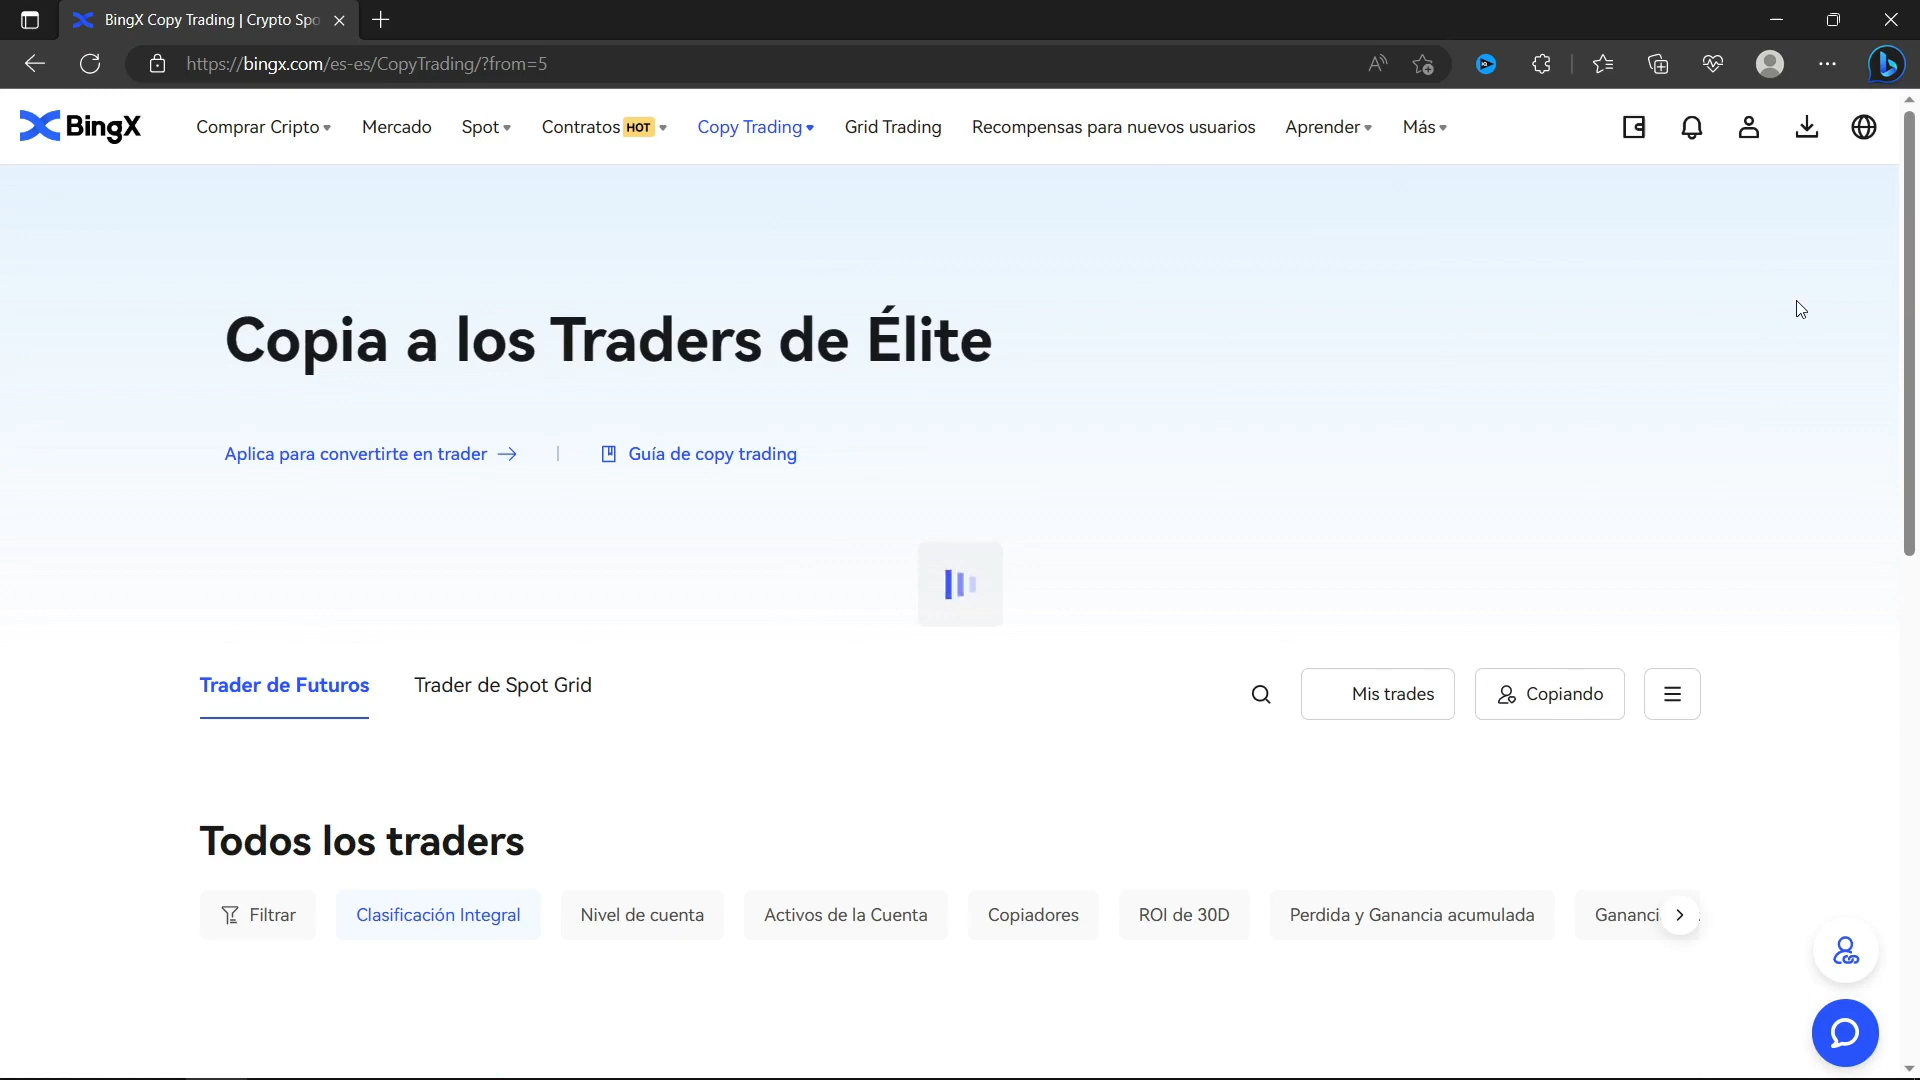 BingX Copy Trading | Crypto Spo
https://bingx.com/es-es/CopyTrading/?from=5
BingX
Comprar Cripto
Mercado
Spot
Contratos HOT
Copy Trading
Grid Trading
Recompensas para nuevos usuarios
Aprender
Más
Copia a los Traders de Élite
Aplica para convertirte en trader →
Guía de copy trading
Trader de Futuros
Trader de Spot Grid
Mis trades
Copiando
Todos los traders
Filtrar
Clasificación Integral
Nivel de cuenta
Activos de la Cuenta
Copiadores
ROI de 30D
Perdida y Ganancia acumulada
Gananci